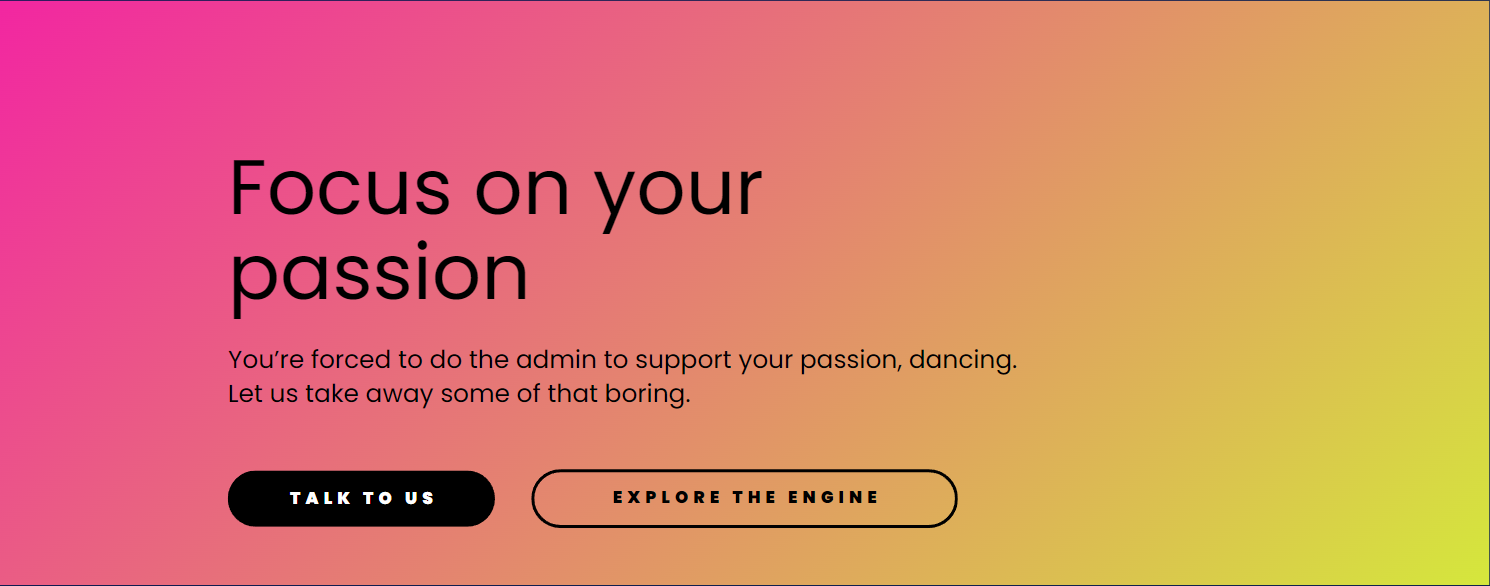 Focus on your
passion
You’re forced to do the admin to support your passion, dancing.
Let us take away some of that boring.
TALK TO US
EXPLORE THE ENGINE